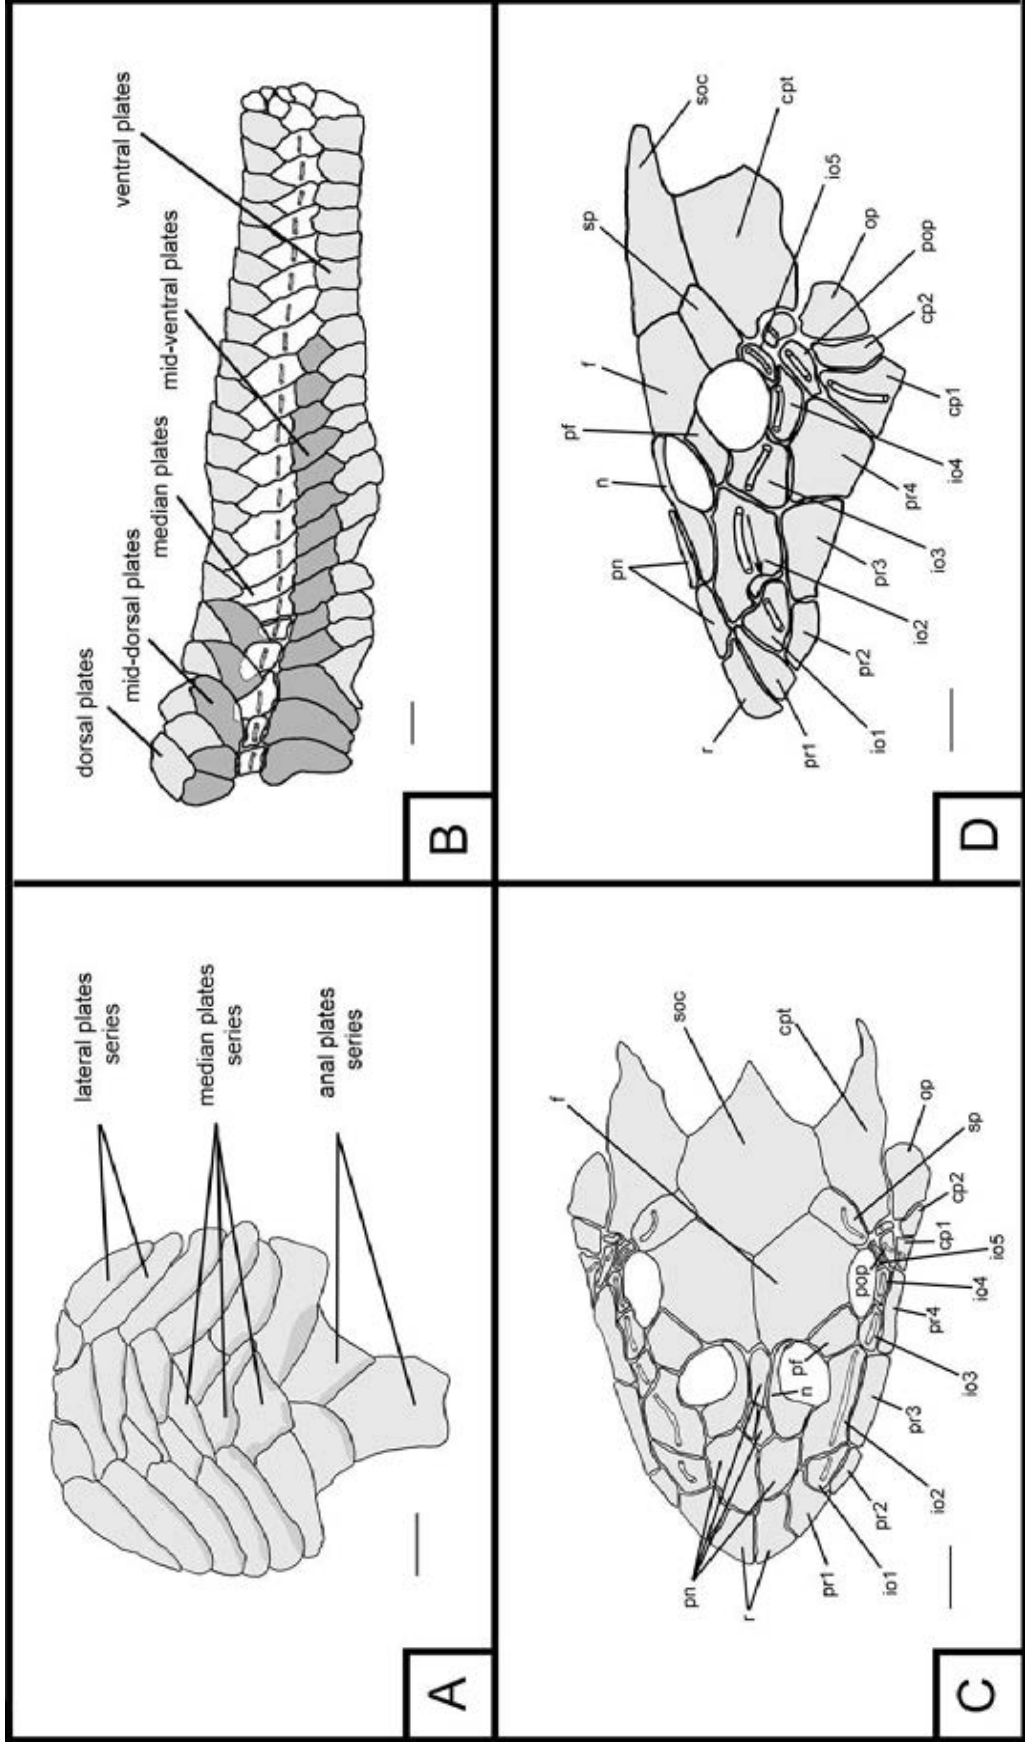 A
lateral plates
series
median plates
series
anal plates
series
B
dorsal plates
mid-dorsal plates
median plates
mid-ventral plates
ventral plates
C
f
soc
cpt
op
sp
cp2
cp1
pop
io5
io4
pr4
io3
pf
n
pr3
io2
pr2
io1
pr1
r
pn
D
soc
cpt
sp
io5
f
op
pf
pop
n
cp2
pn
cp1
io4
pr4
io3
pr3
io2
pr2
io1
pr1
r